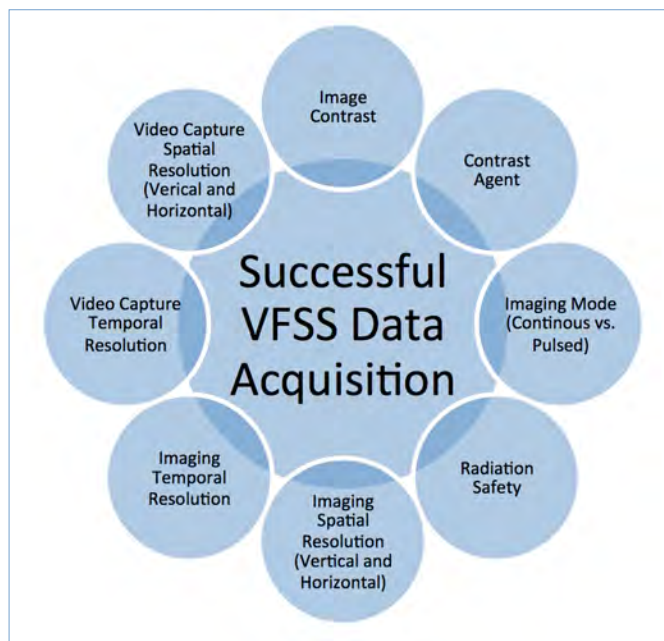 Image
Contrast
Contrast
Agent
Imaging Mode
(Continous vs.
Pulsed)
Radiation
Safety
Imaging
Spatial
Resolution
(Vertical and
Horizontal)
Imaging
Temporal
Resolution
Video Capture
Temporal
Resolution
Video Capture
Spatial
Resolution
(Verical and
Horizontal)
Successful
VFSS Data
Acquisition